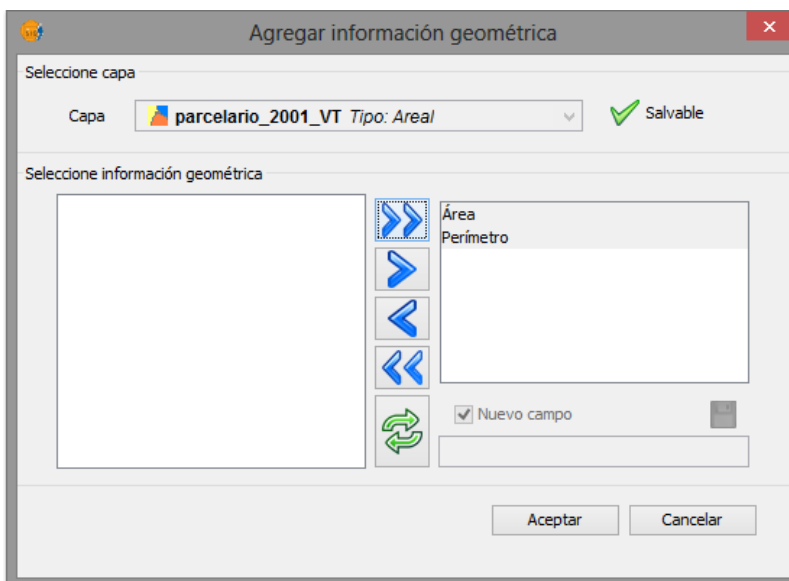 Agregar información geométrica
Seleccione capa
Capa
parcelario_2001_VT Tipo: Areal
Salvable
Seleccione información geométrica
Área
Perímetro
Nuevo campo
Aceptar
Cancelar